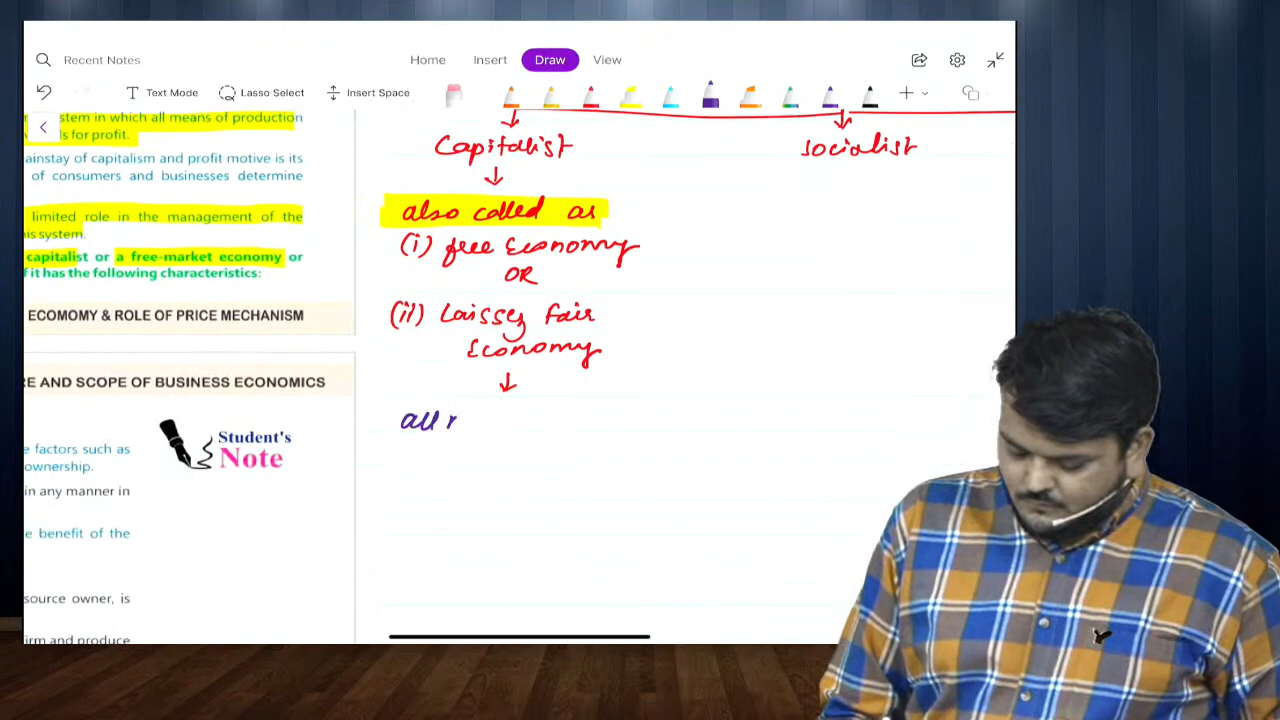 Recent Notes
Home Insert Draw View
Text Mode Lasso Select Insert Space
stem in which all means of production
s for profit.
ainstay of capitalism and profit motive is its
of consumers and businesses determine
limited role in the management of the
is system.
capitalist or a free-market economy or
f it has the following characteristics:
ECOMOMY & ROLE OF PRICE MECHANISM
RE AND SCOPE OF BUSINESS ECONOMICS
Student's
Note
e factors such as
ownership.
in any manner in
e benefit of the
source owner, is
irm and produce
Capitalist socialist
also called as
(i) free Economy
OR
(ii) Laissez fair
Economy
all r